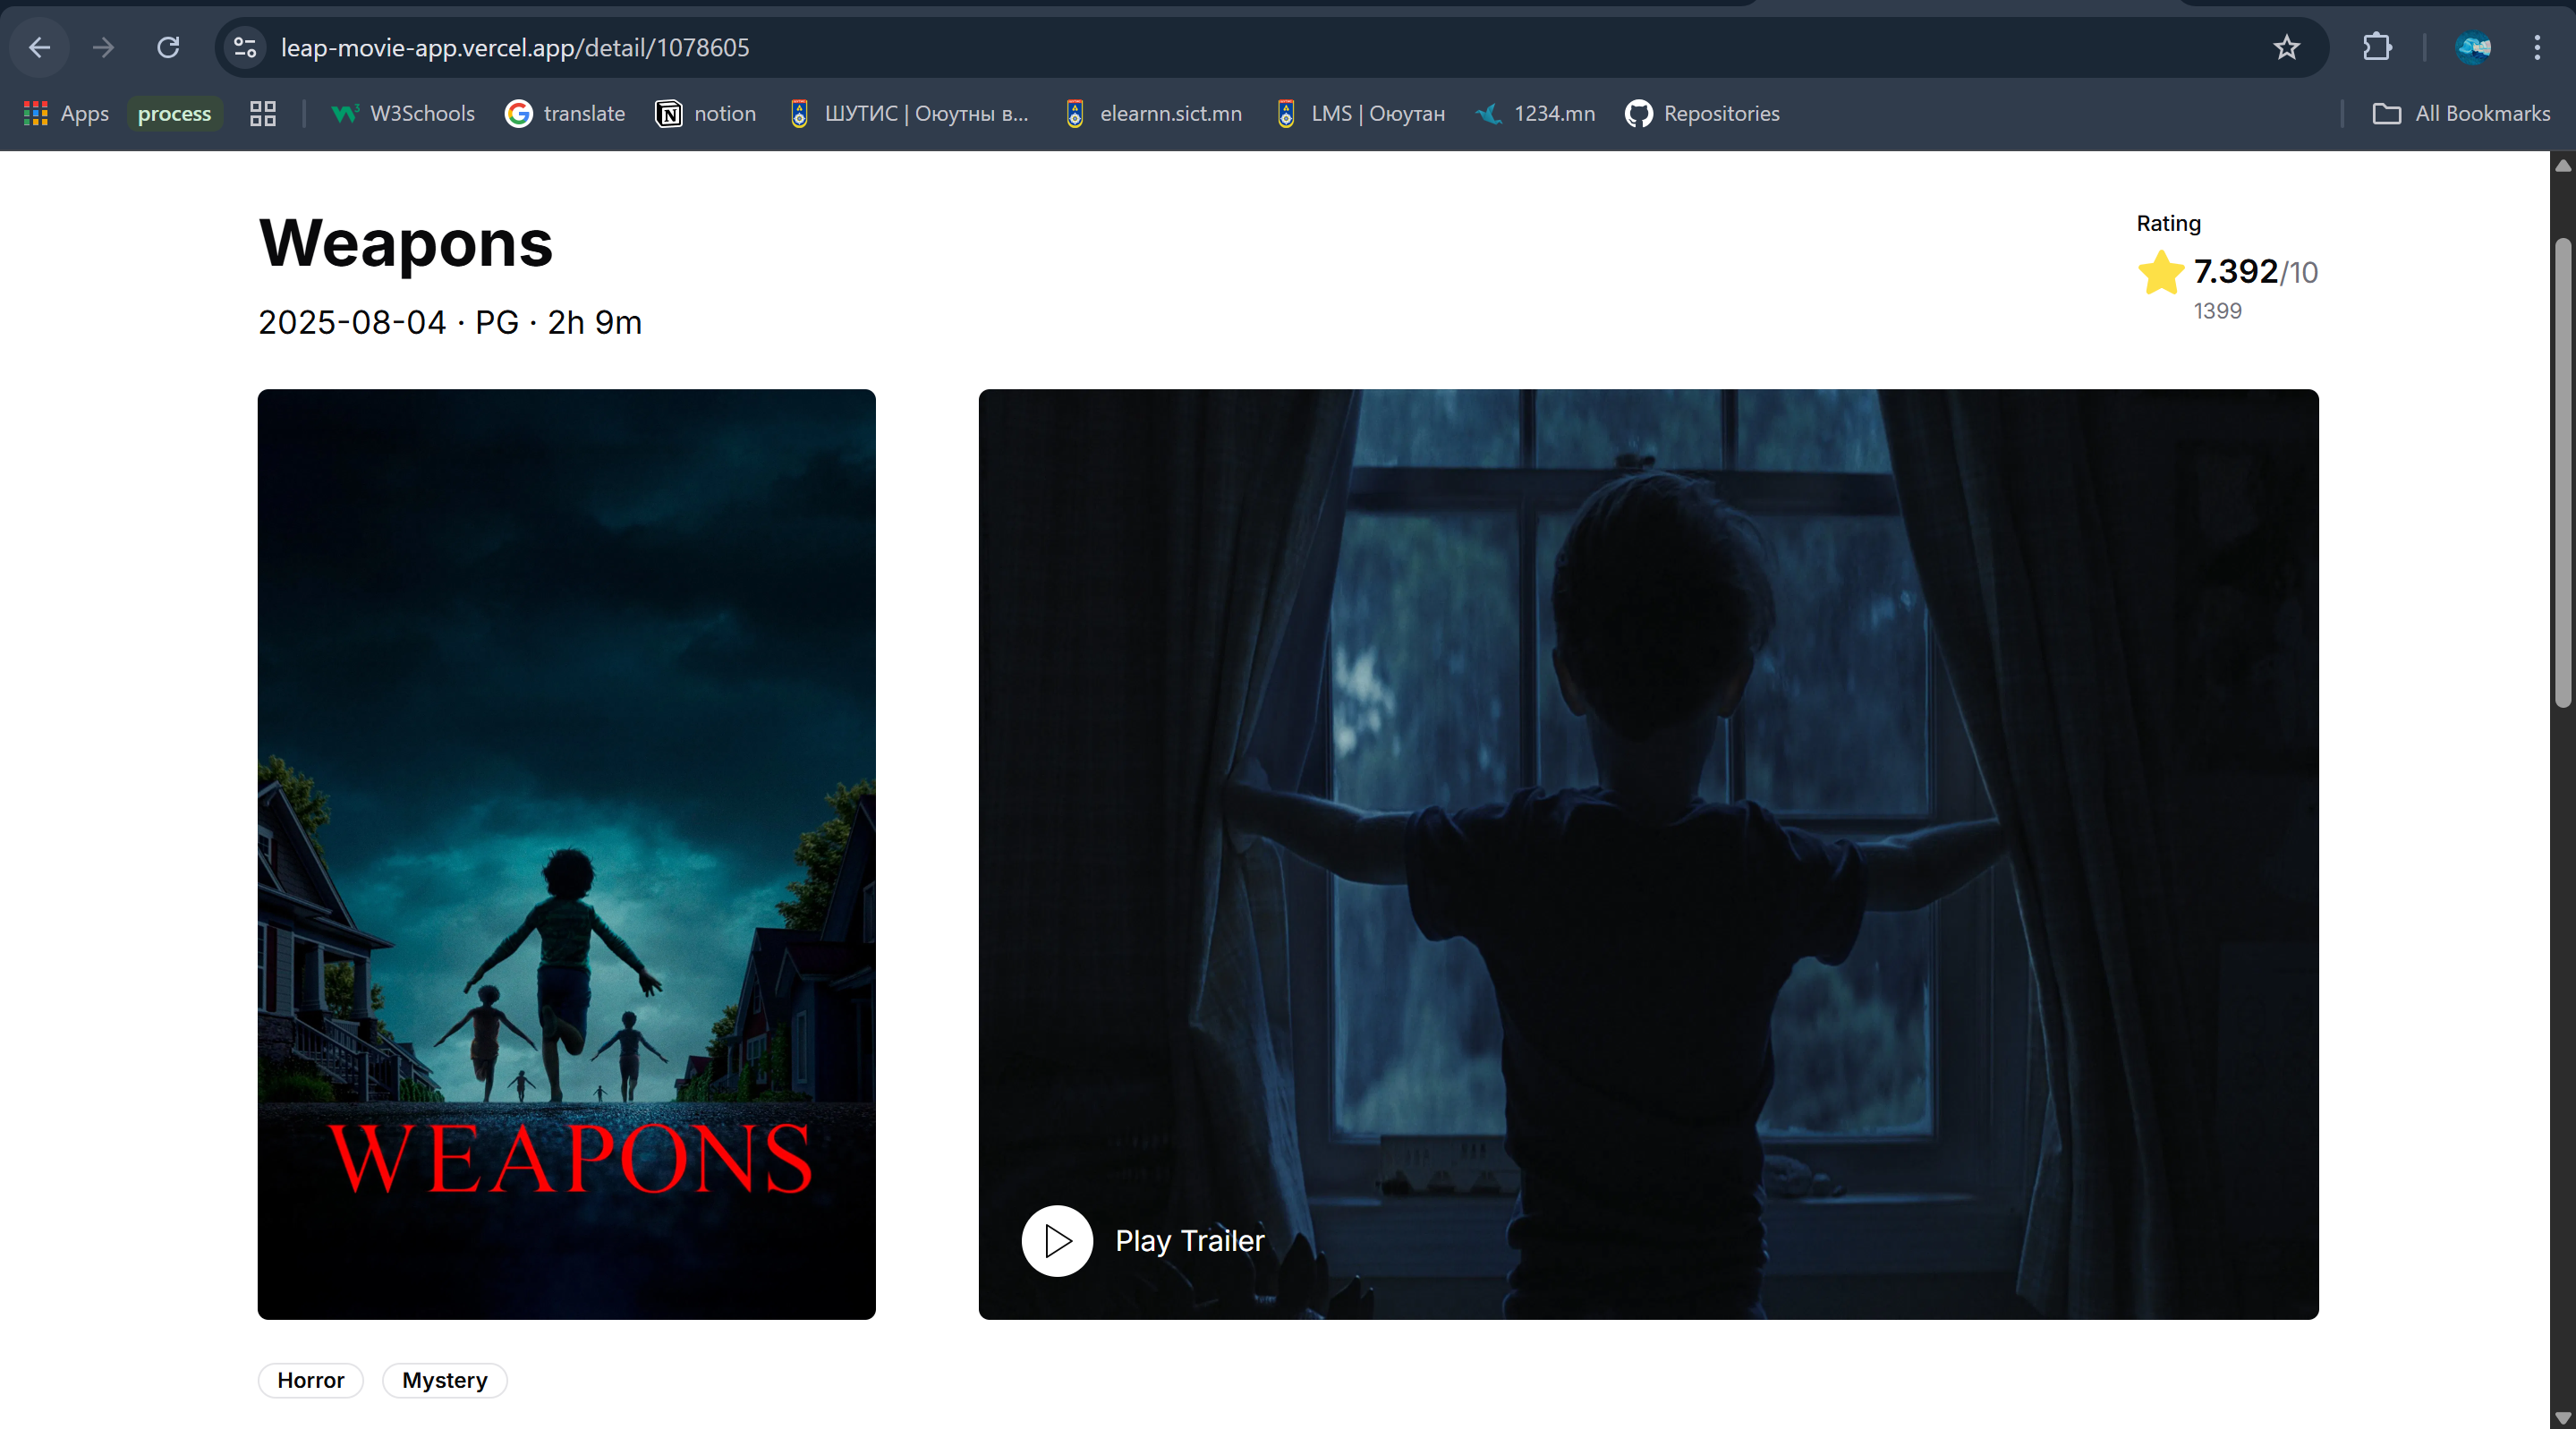 leap-movie-app.vercel.app/detail/1078605
Apps process W3Schools translate notion ШУТИС | Оюутны в... elearnn.sict.mn LMS | Оюутан 1234.mn Repositories All Bookmarks
Weapons
Rating
7.392/10
1399
2025-08-04 · PG · 2h 9m
WEAPONS
Play Trailer
Horror Mystery